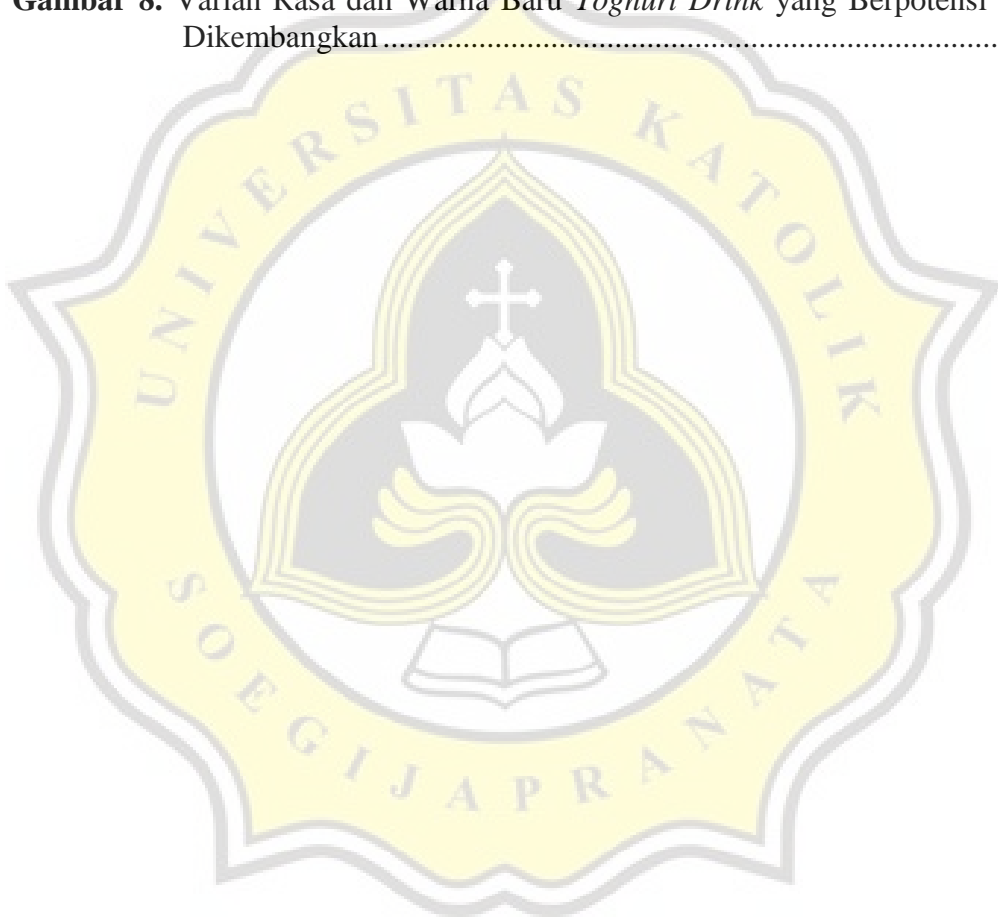 Gambar 8. Varian Rasa dan Warna Baru Yoghurt Drink yang Berpotensi
Dikembangkan.............................................................................
UNIVERSITAS KATOLIK
SOEGIJAPRANATA